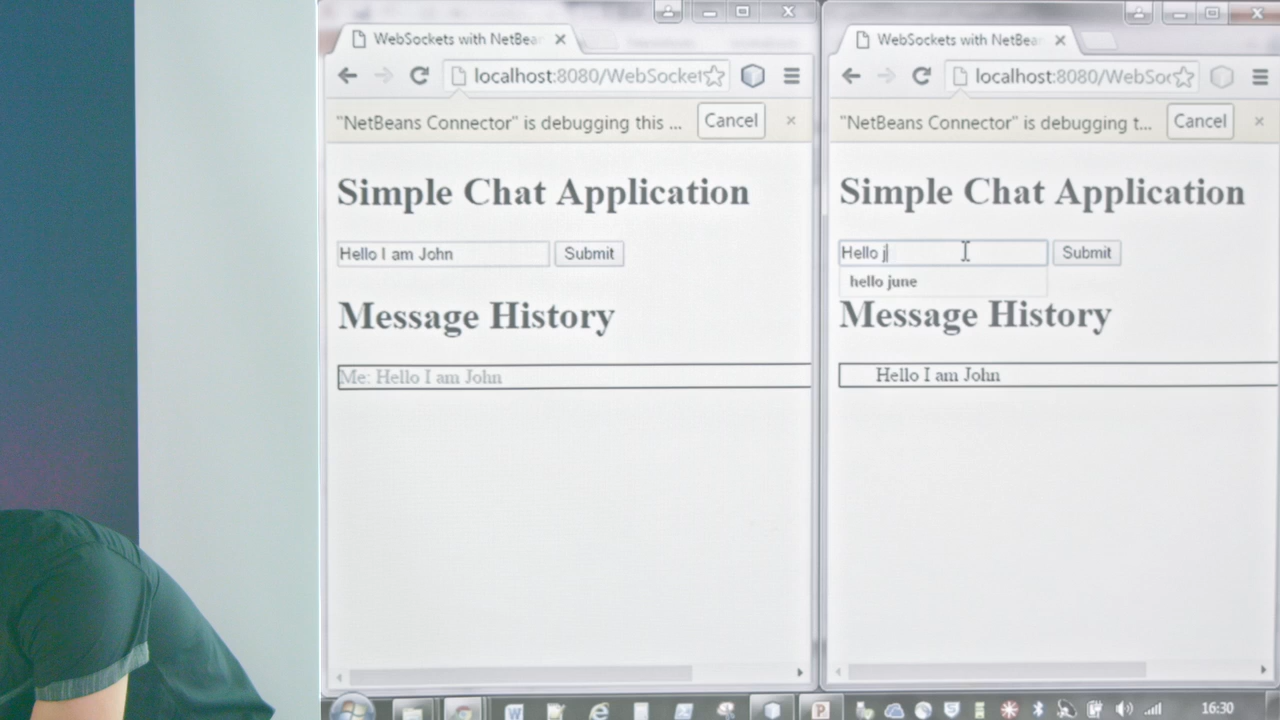 WebSockets with NetBea
localhost:8080/WebSocket
"NetBeans Connector" is debugging this ...
Cancel
Simple Chat Application
Hello I am John
Submit
Message History
Me: Hello I am John
WebSockets with NetBea
localhost:8080/WebSoc
"NetBeans Connector" is debugging t...
Cancel
Simple Chat Application
Hello j
Submit
hello june
Message History
Hello I am John
16:30